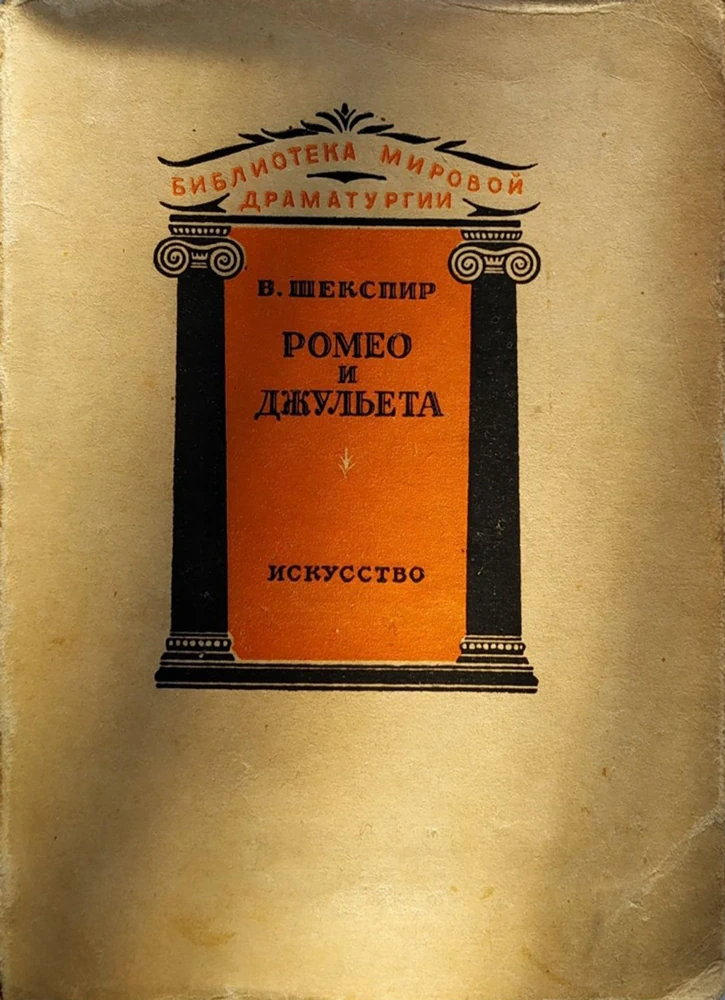 БИБЛИОТЕКА МИРОВОЙ
ДРАМАТУРГИИ
В. ШЕКСПИР
РОМЕО
И
ДЖУЛЬЕТА
ИСКУССТВО